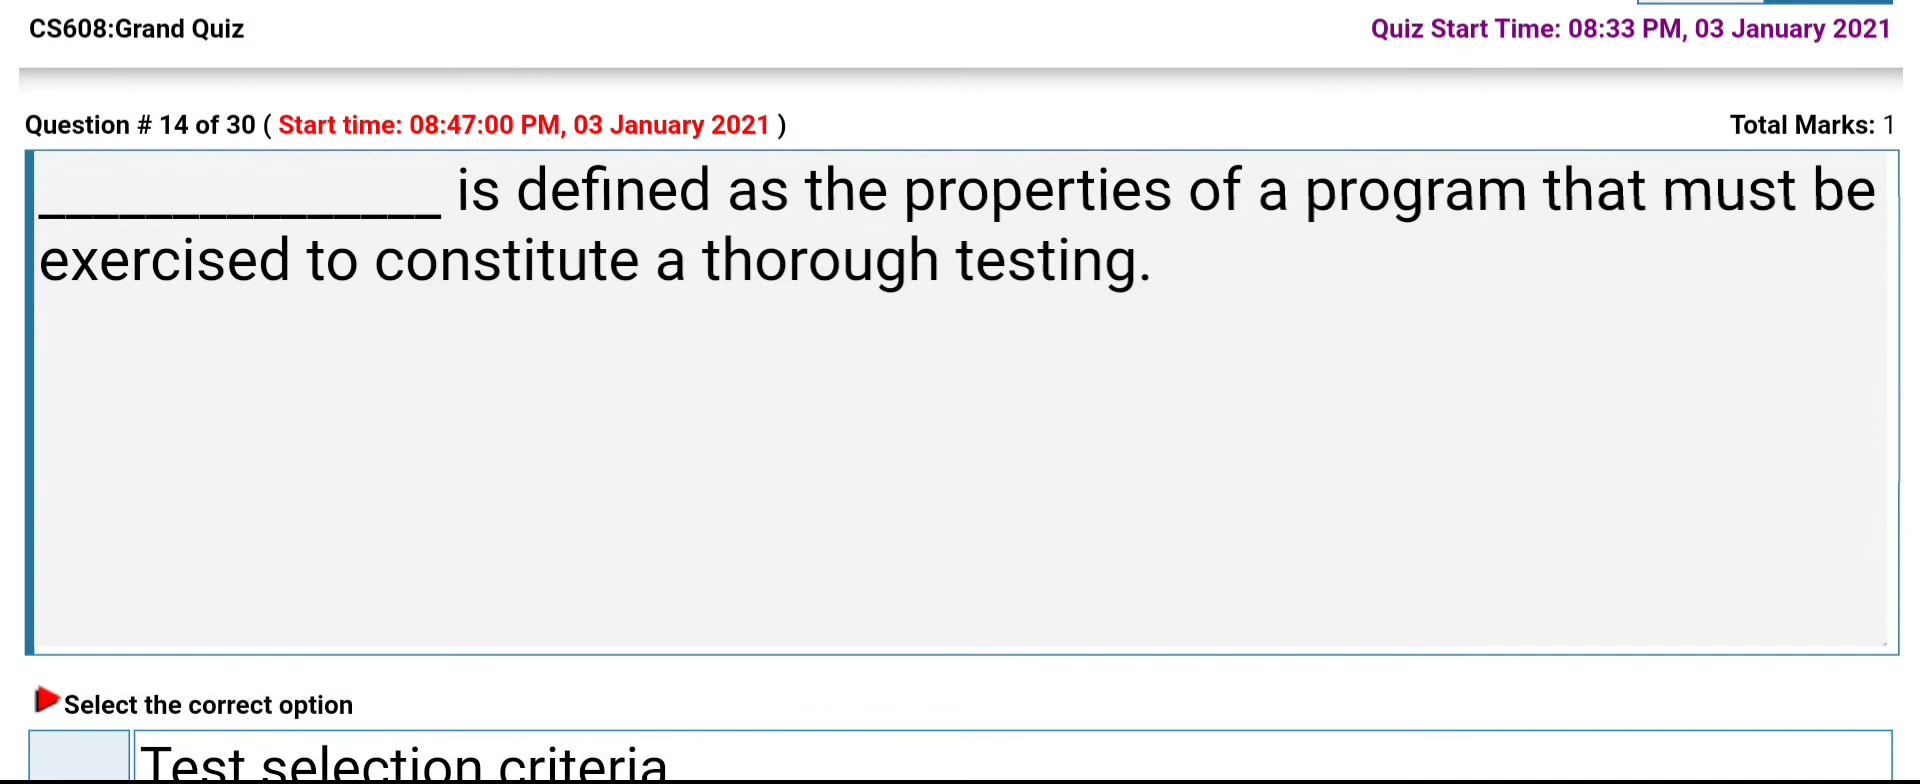 CS608:Grand Quiz
Quiz Start Time: 08:33 PM, 03 January 2021
Question # 14 of 30 ( Start time: 08:47:00 PM, 03 January 2021 )
Total Marks: 1
_______________ is defined as the properties of a program that must be
exercised to constitute a thorough testing.
Select the correct option
Test selection criteria